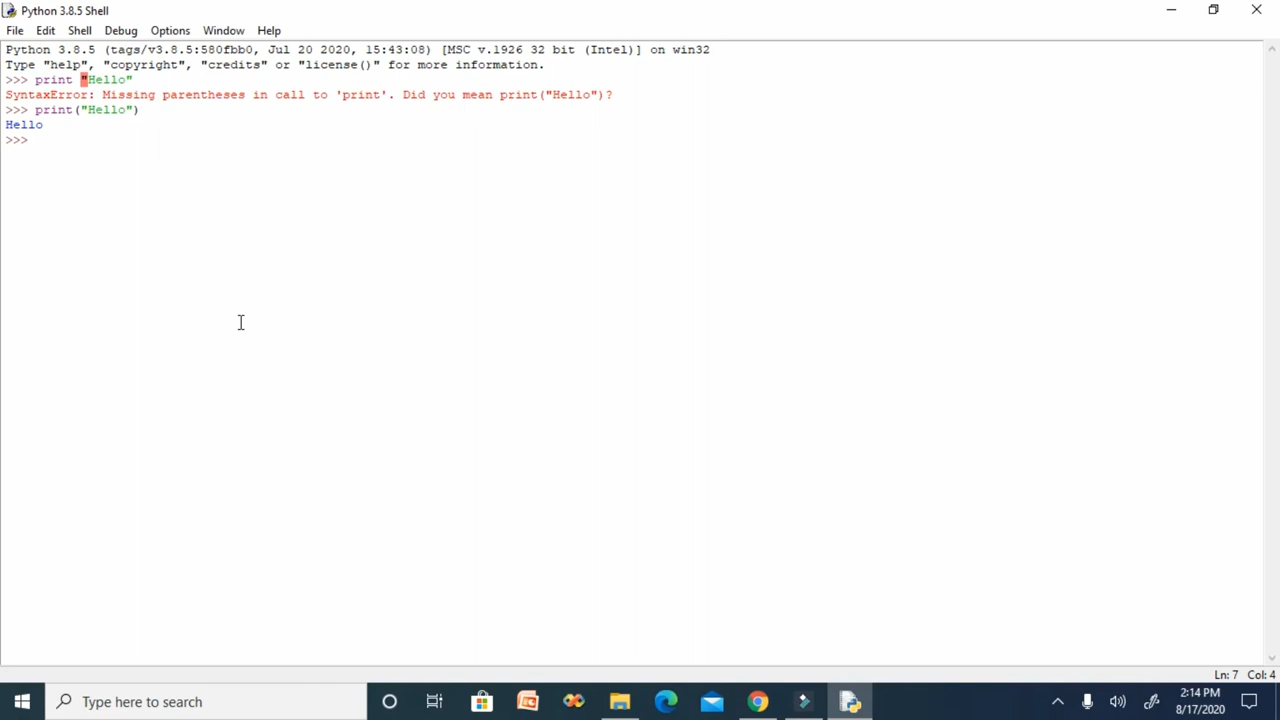 Python 3.8.5 Shell
File Edit Shell Debug Options Window Help
Python 3.8.5 (tags/v3.8.5:580fbb0, Jul 20 2020, 15:43:08) [MSC v.1926 32 bit (Intel)] on win32
Type "help", "copyright", "credits" or "license()" for more information.
>>> print "Hello"
SyntaxError: Missing parentheses in call to 'print'. Did you mean print("Hello")?
>>> print("Hello")
Hello
>>>
Ln: 7 Col: 4
Type here to search
2:14 PM
8/17/2020